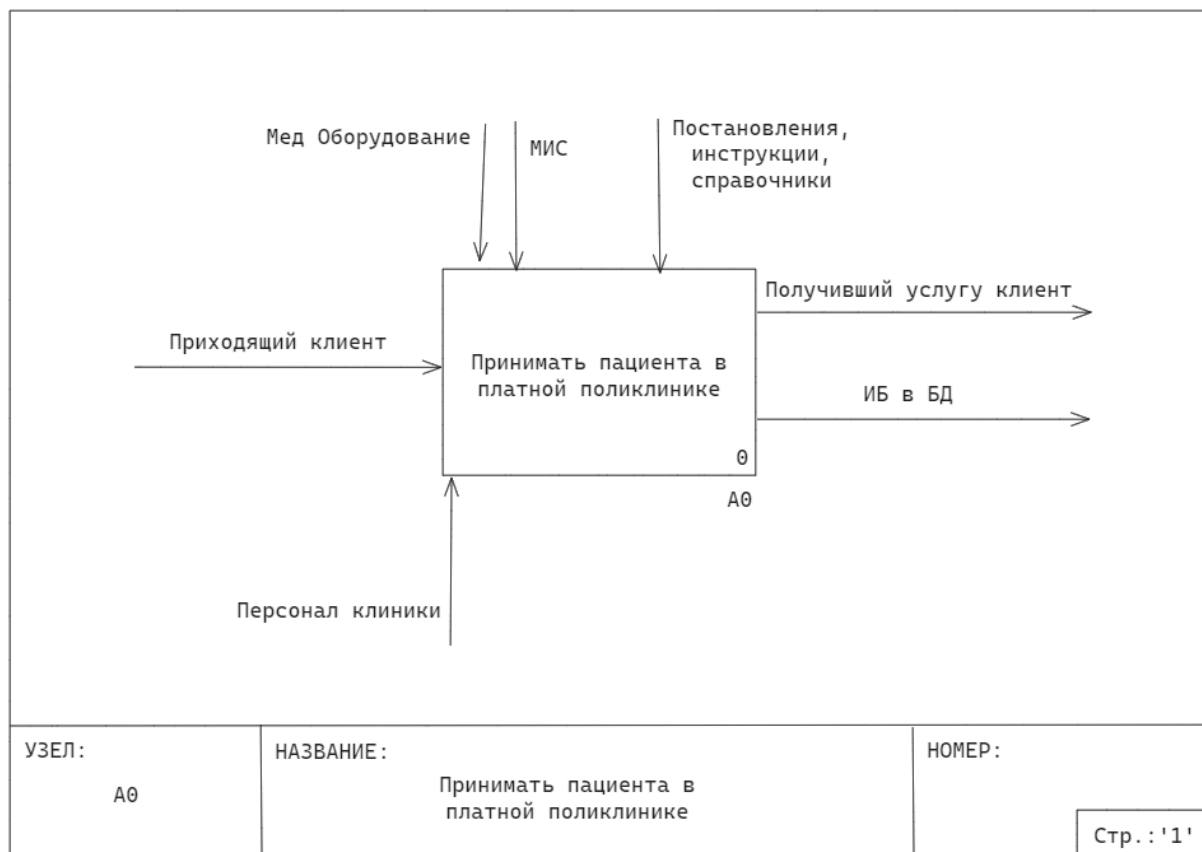 Мед Оборудование
МИС
Постановления,
инструкции,
справочники
Получивший услугу клиент
Приходящий клиент
Принимать пациента в
платной поликлинике
ИБ в БД
0
А0
Персонал клиники
УЗЕЛ:
А0
НАЗВАНИЕ:
Принимать пациента в
платной поликлинике
НОМЕР:
Стр.:'1'